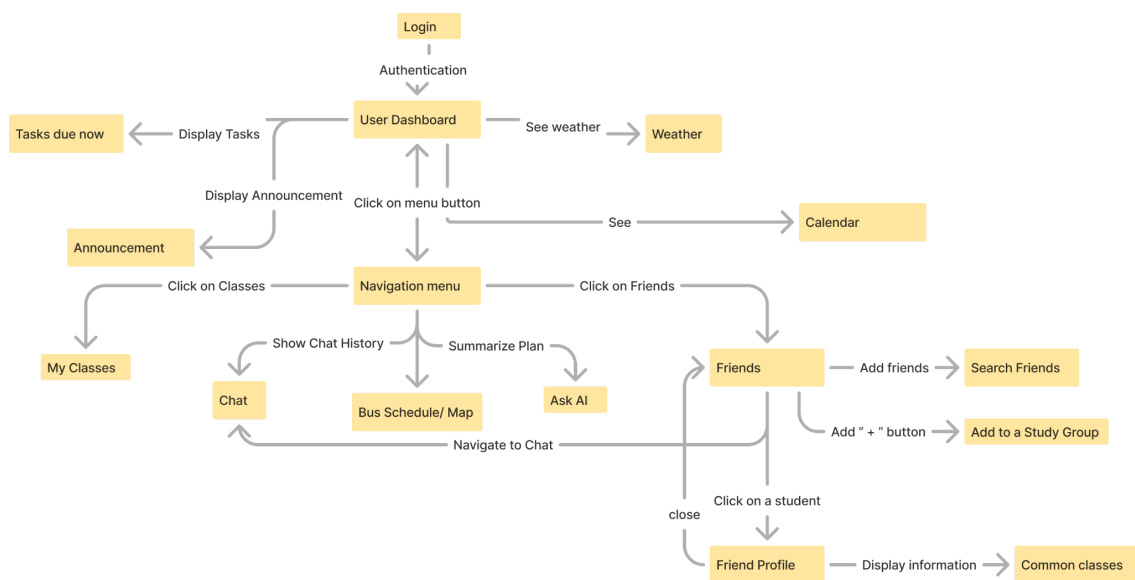 Login
Authentication
User Dashboard
See weather
Weather
Tasks due now
Display Tasks
Display Announcement
Click on menu button
See
Calendar
Announcement
Click on Classes
Navigation menu
Click on Friends
Show Chat History
Summarize Plan
My Classes
Friends
Add friends
Search Friends
Chat
Bus Schedule/ Map
Ask AI
Navigate to Chat
Add “ + “ button
Add to a Study Group
Click on a student
close
Friend Profile
Display information
Common classes